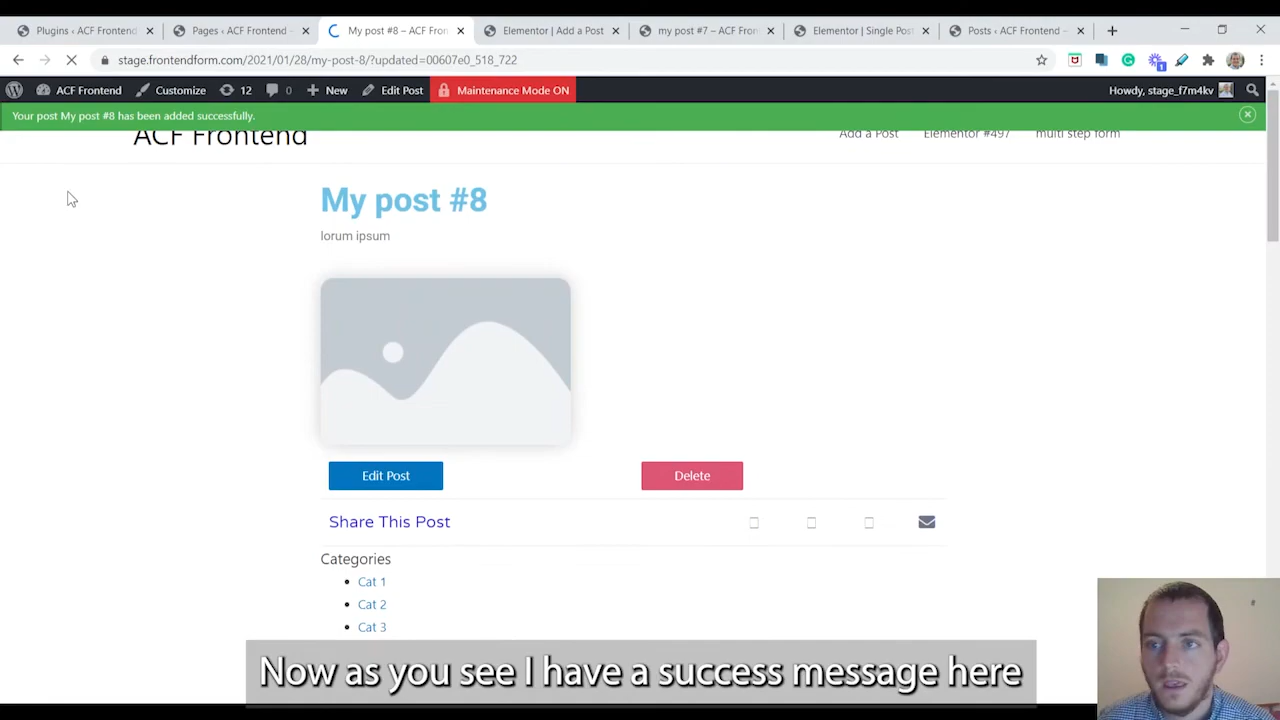 Plugins ‹ ACF Frontend
Pages ‹ ACF Frontend –
My post #8 – ACF Fron
Elementor | Add a Post
my post #7 – ACF Fron
Elementor | Single Post
Posts ‹ ACF Frontend –
stage.frontendform.com/2021/01/28/my-post-8/?updated=00607e0_518_722
ACF Frontend
Customize
12
0
New
Edit Post
Maintenance Mode ON
Howdy, stage_f7m4kv
Your post My post #8 has been added successfully.
ACF Frontend
Add a Post
Elementor #497
multi step form
My post #8
lorum ipsum
Edit Post
Delete
Share This Post
Categories
Cat 1
Cat 2
Cat 3
Now as you see I have a success message here